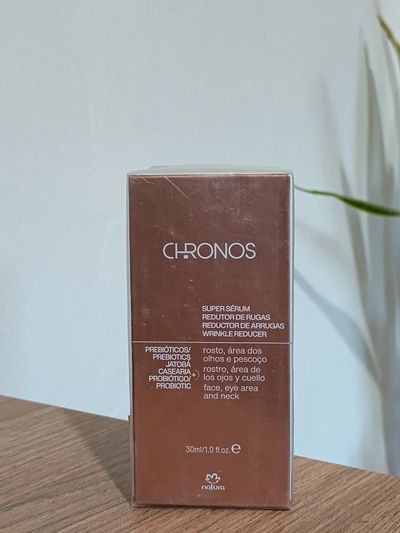 CHRONOS
SUPER SÉRUM
REDUTOR DE RUGAS
REDUCTOR DE ARRUGAS
WRINKLE REDUCER
PREBIÓTICOS/
PREBIOTICS
JATOBÁ
CASEARIA
PROBIÓTICO/
PROBIOTIC
+
rosto, área dos
olhos e pescoço
rostro, área de
los ojos y cuello
face, eye area
and neck
30ml/1.0 fl.oz. ℮
natura